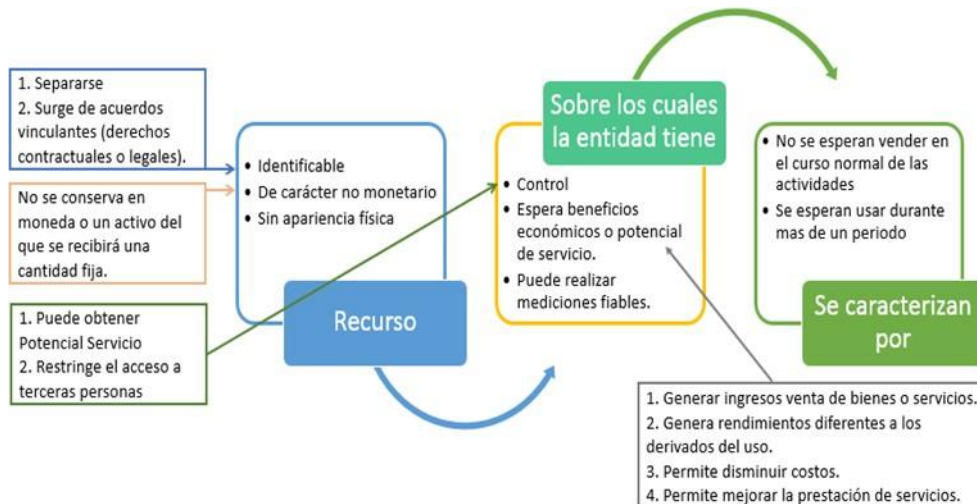 1. Separarse
2. Surge de acuerdos
vinculantes (derechos
contractuales o legales).
No se conserva en
moneda o un activo del
que se recibirá una
cantidad fija.
1. Puede obtener
Potencial Servicio
2. Restringe el acceso a
terceras personas
• Identificable
• De carácter no monetario
• Sin apariencia física
Recurso
Sobre los cuales
la entidad tiene
• Control
• Espera beneficios
económicos o potencial
de servicio.
• Puede realizar
mediciones fiables.
• No se esperan vender en
el curso normal de las
actividades
• Se esperan usar durante
mas de un periodo
Se caracterizan
por
1. Generar ingresos venta de bienes o servicios.
2. Genera rendimientos diferentes a los
derivados del uso.
3. Permite disminuir costos.
4. Permite mejorar la prestación de servicios.